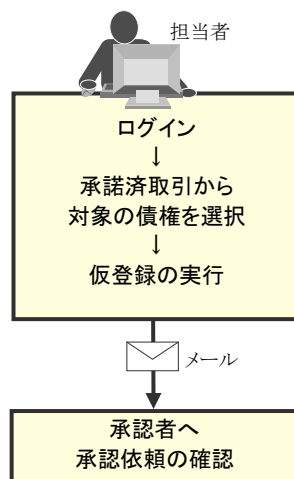 担当者
ログイン
↓
承諾済取引から
対象の債権を選択
↓
仮登録の実行
メール
承認者へ
承認依頼の確認